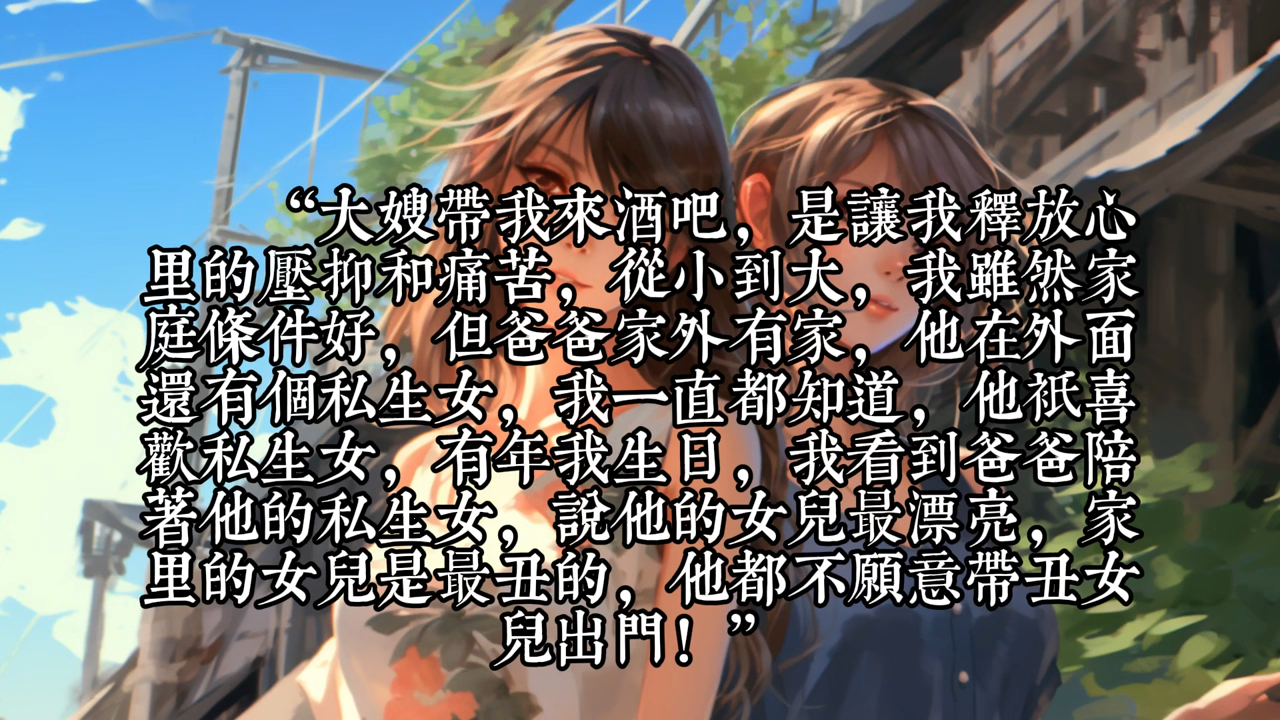 “大嫂帶我來酒吧，是讓我釋放心
里的壓抑和痛苦，從小到大，我雖然家
庭條件好，但爸爸家外有家，他在外面
還有個私生女，我一直都知道，他衹喜
歡私生女，有年我生日，我看到爸爸陪
著他的私生女，說他的女兒最漂亮，家
里的女兒是最丑的，他都不願意帶丑女
兒出門！”